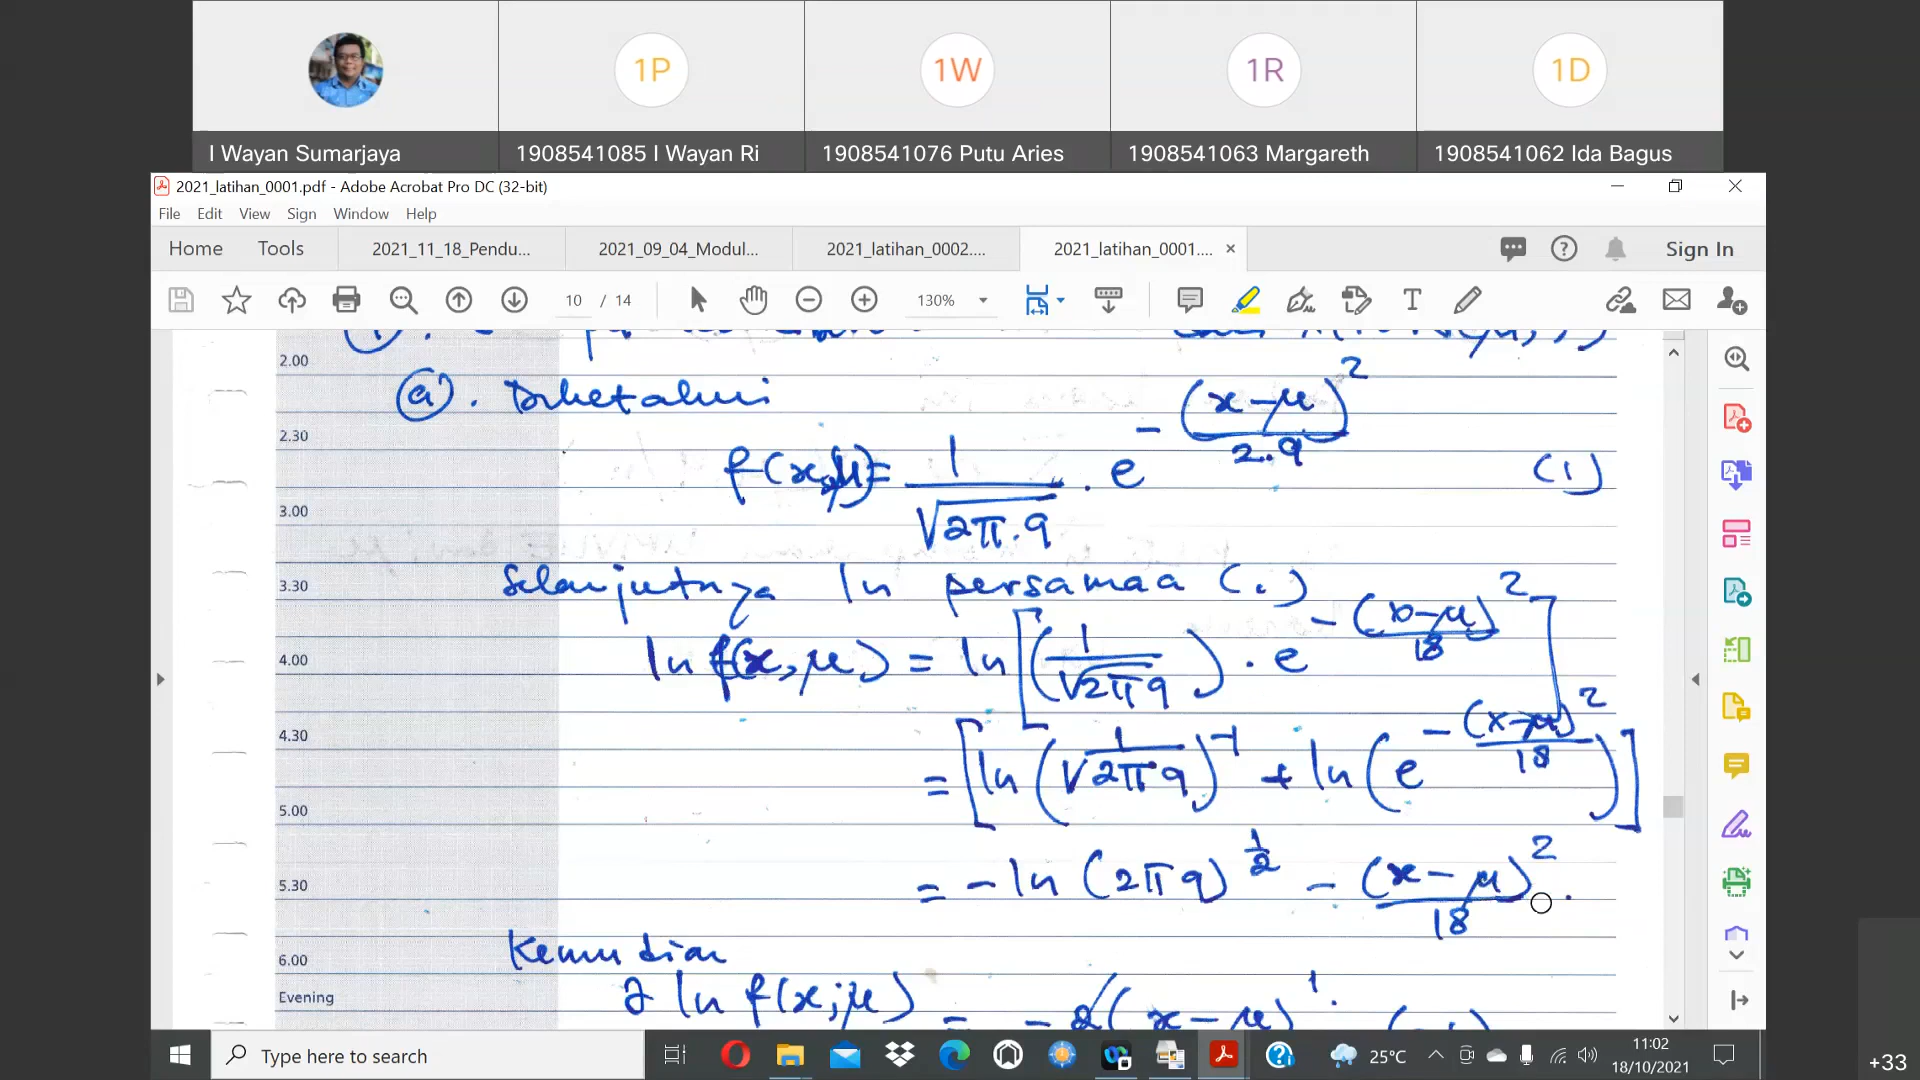 1P
1W
1R
1D
I Wayan Sumarjaya
1908541085 I Wayan Ri
1908541076 Putu Aries
1908541063 Margareth
1908541062 Ida Bagus
2021_latihan_0001.pdf - Adobe Acrobat Pro DC (32-bit)
File Edit View Sign Window Help
Home Tools 2021_11_18_Pendu... 2021_09_04_Modul... 2021_latihan_0002.... 2021_latihan_0001.... × Sign In
10 / 14 130%
2.00
(a). Diketahui
2.30
f(x,μ) = 1/√(2π.9) . e^(-(x-μ)²/(2.9)) (1)
3.00
3.30
Selanjutnya ln persamaa (.)
4.00
ln f(x,μ) = ln [(1/√(2π9)) . e^(-(x-μ)²/18)]
4.30
= [ln (1/√(2π9))^-1 + ln (e^(-(x-μ)²/18))]
5.00
5.30
= -ln (2π9)^(1/2) - (x-μ)²/18 .
6.00
Kemudian
Evening
∂ ln f(x;μ) = - 2(x-μ)^1 .
Type here to search
25°C
11:02
18/10/2021
+33